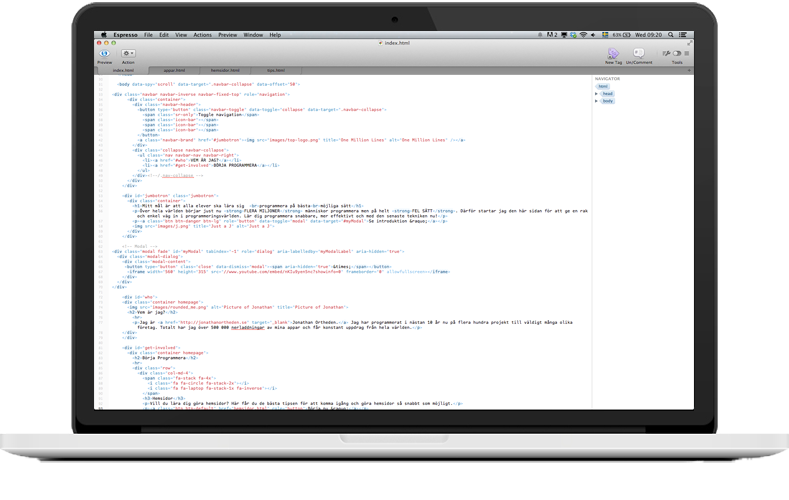 Espresso File Edit View Actions Preview Window Help
M 2
63%
Wed 09:20
index.html
Preview Actions
New Tag Un/Comment Tools
index.html appar.html hemsidor.html tips.html
NAVIGATOR
html
head
body
<body data-spy="scroll" data-target=".navbar-collapse" data-offset="50">
<div class="navbar navbar-inverse navbar-fixed-top" role="navigation">
<div class="container">
<div class="navbar-header">
<button type="button" class="navbar-toggle" data-toggle="collapse" data-target=".navbar-collapse">
<span class="sr-only">Toggle navigation</span>
<span class="icon-bar"></span>
<span class="icon-bar"></span>
<span class="icon-bar"></span>
</button>
<a class="navbar-brand" href="#jumbotron"><img src="images/top-logo.png" title="One Million Lines" alt="One Million Lines" /></a>
</div>
<div class="collapse navbar-collapse">
<ul class="nav navbar-nav navbar-right">
<li><a href="#who">VEM ÄR JAG?</a></li>
<li><a href="#get-involved">BÖRJA PROGRAMMERA</a></li>
</ul>
</div><!--/.nav-collapse -->
</div>
</div>
<div id="jumbotron" class="jumbotron">
<div class="container">
<h1>Mitt mål är att alla elever ska lära sig <br>programmera på bästa<br>möjliga sätt</h1>
<p>Över hela världen börjar just nu <strong>FLERA MILJONER</strong> människor programmera men på helt <strong>FEL SÄTT</strong>. Därför startar jag den här sidan för att ge en rak
och enkel väg in i programmeringsvärlden. Lär dig programmera snabbare, mer effektivt och med den senaste tekniken nu!</p>
<p><a class="btn btn-danger btn-lg" role="button" data-toggle="modal" data-target="#myModal">Se introduktion &raquo;</a></p>
<img src="images/j.png" title="Just a J" alt="Just a J">
</div>
</div>
<!-- Modal -->
<div class="modal fade" id="myModal" tabindex="-1" role="dialog" aria-labelledby="myModalLabel" aria-hidden="true">
<div class="modal-dialog">
<div class="modal-content">
<button type="button" class="close" data-dismiss="modal"><span aria-hidden="true">&times;</span></button>
</div>
</div>
</div>
<div id="who">
<div class="container homepage">
<img src="images/rounded_me.png" alt="Picture of Jonathan" title="Picture of Jonathan">
<h2>Vem är jag?</h2>
<hr>
<p>Jag är <a href="http://jonathanortheden.se" target="_blank">Jonathan Ortheden.</a> Jag har programmerat i nästan 10 år nu på flera hundra projekt till väldigt många olika
företag. Totalt har jag över 500 000 nerladdningar av mina appar och får konstant uppdrag från hela världen.</p>
</div>
</div>
<div id="get-involved">
<div class="container homepage">
<h2>Börja Programmera</h2>
<hr>
<div class="row">
<div class="col-md-4">
<span class="fa-stack fa-4x">
<i class="fa fa-circle fa-stack-2x"></i>
<i class="fa fa-laptop fa-stack-1x fa-inverse"></i>
</span>
<h3>Hemsidor</h3>
<p>Vill du lära dig göra hemsidor? Här får du de bästa tipsen för att komma igång och göra hemsidor så snabbt som möjligt.</p>
<p><a class="btn btn-default" href="hemsidor.html" role="button">Börja nu &raquo;</a></p>